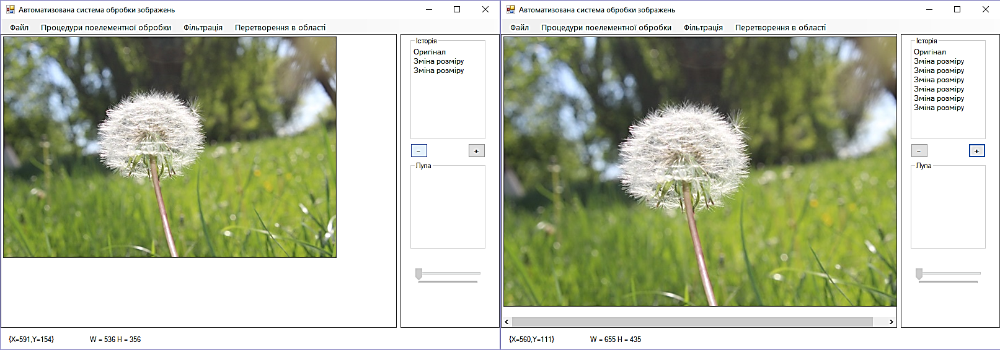 Автоматизована система обробки зображень
Файл Процедури поелементної обробки Фільтрація Перетворення в області
Історія
Оригінал
Зміна розміру
Зміна розміру
- +
Лупа
{X=591,Y=154} W = 536 H = 356
Автоматизована система обробки зображень
Файл Процедури поелементної обробки Фільтрація Перетворення в області
Історія
Оригінал
Зміна розміру
Зміна розміру
Зміна розміру
Зміна розміру
Зміна розміру
Зміна розміру
- +
Лупа
{X=560,Y=111} W = 655 H = 435